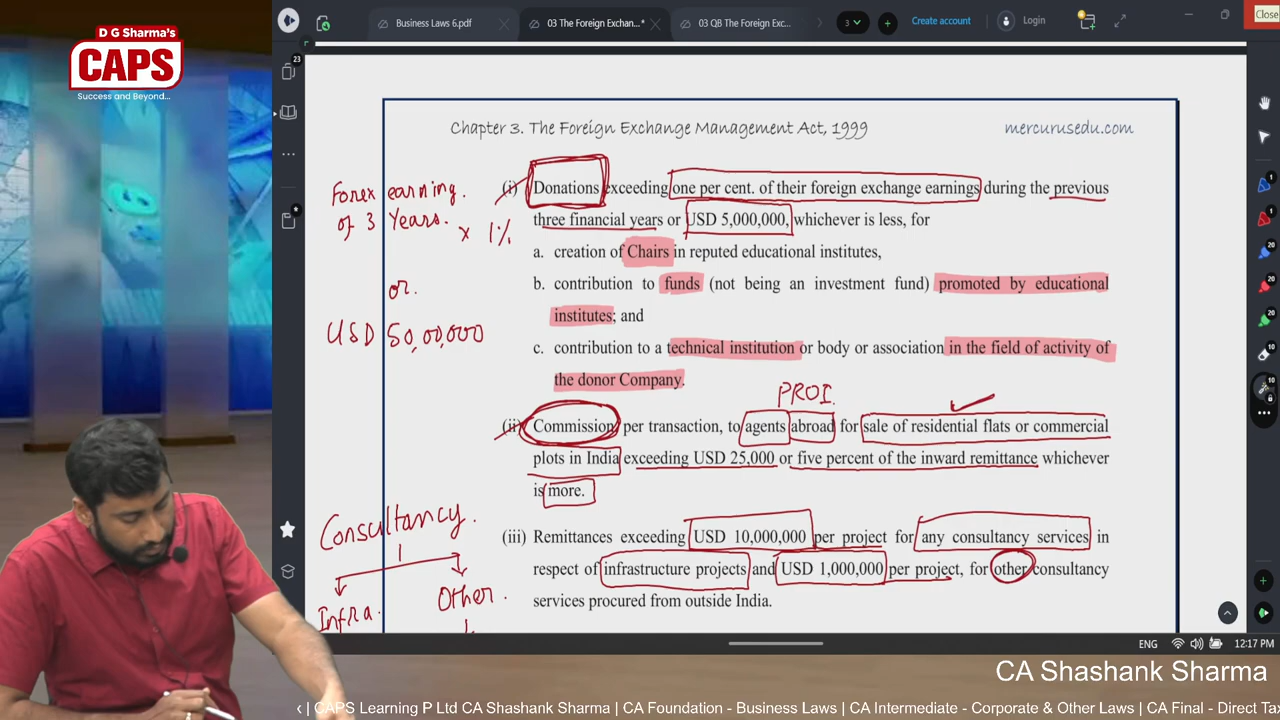 D G Sharma's
CAPS
Success and Beyond...
Business Laws 6.pdf
03 The Foreign Exchan...*
03 QB The Foreign Exc...
3
Create account
Login
Close
23
Chapter 3. The Foreign Exchange Management Act, 1999
mercurusedu.com
Forex earning.
of 3 Years. x 1%
or.
USD 50,00,000
(i) Donations exceeding one per cent. of their foreign exchange earnings during the previous
three financial years or USD 5,000,000, whichever is less, for
a. creation of Chairs in reputed educational institutes,
b. contribution to funds (not being an investment fund) promoted by educational
institutes; and
c. contribution to a technical institution or body or association in the field of activity of
the donor Company.
PROI.
(ii) Commission per transaction, to agents abroad for sale of residential flats or commercial
plots in India exceeding USD 25,000 or five percent of the inward remittance whichever
is more.
Consultancy.
Infra.
Other.
(iii) Remittances exceeding USD 10,000,000 per project for any consultancy services in
respect of infrastructure projects and USD 1,000,000 per project, for other consultancy
services procured from outside India.
1
1
20
20
20
10
10
ENG
12:17 PM
CA Shashank Sharma
| CAPS Learning P Ltd CA Shashank Sharma | CA Foundation - Business Laws | CA Intermediate - Corporate & Other Laws | CA Final - Direct Tax